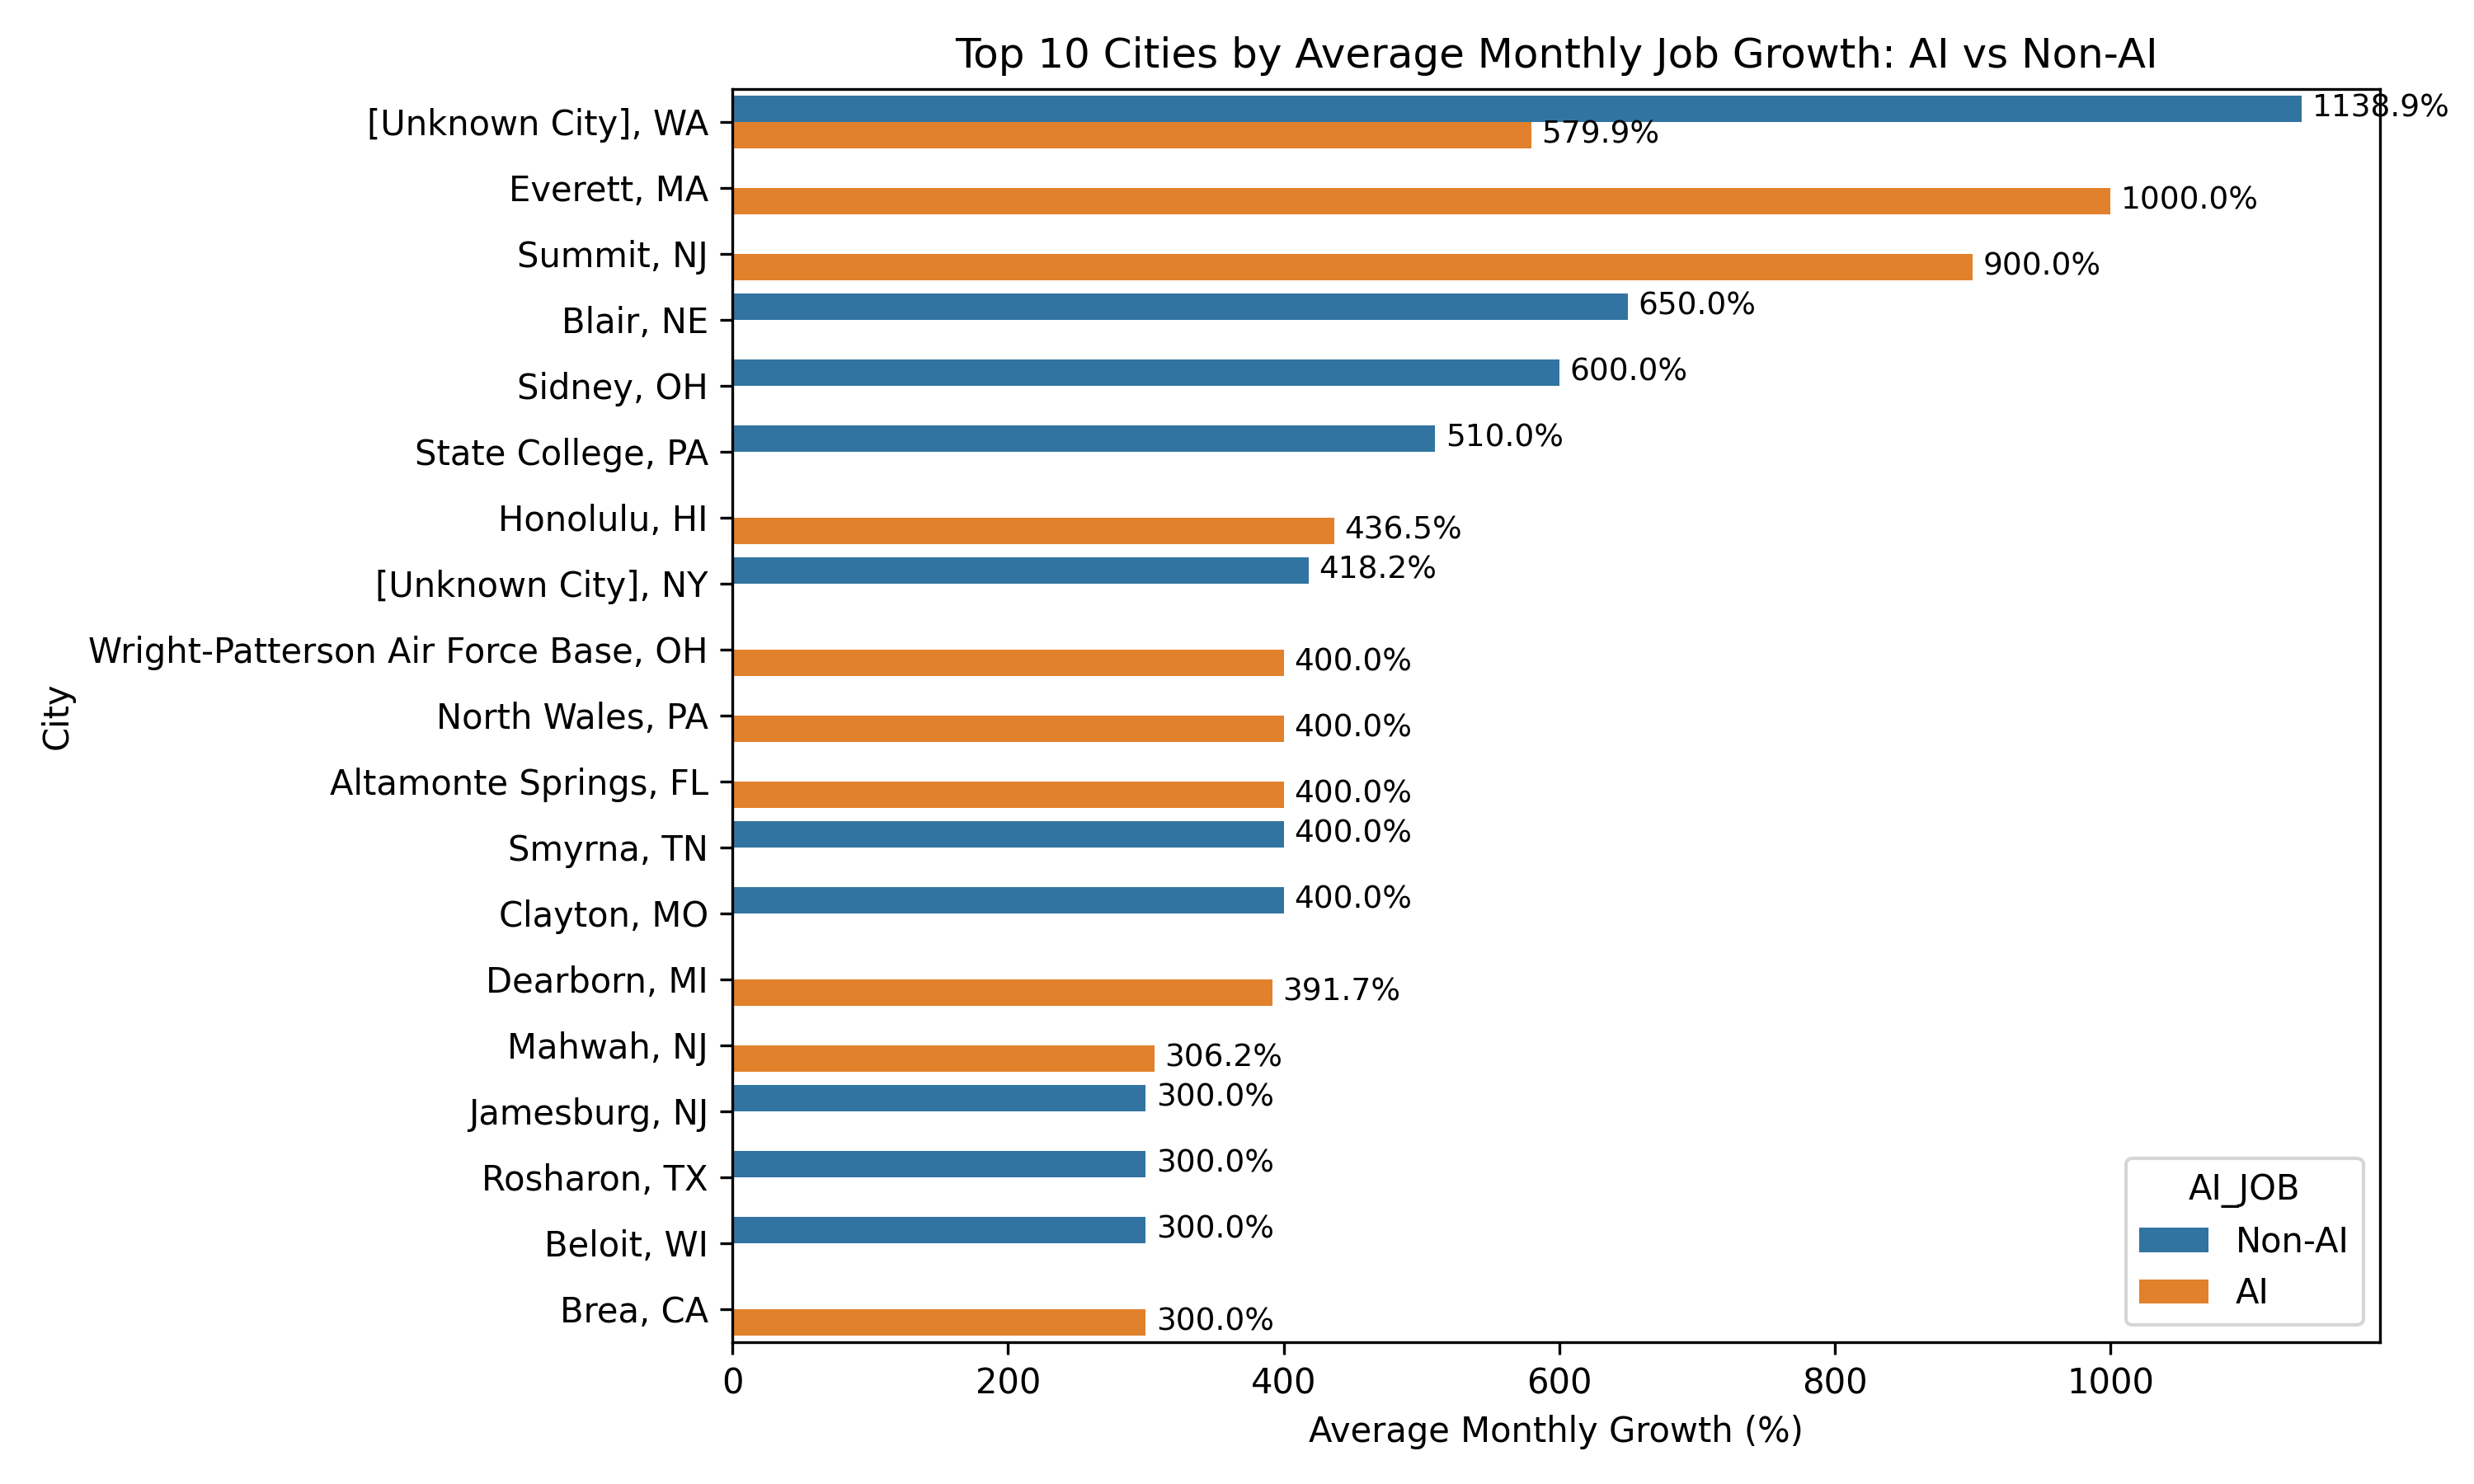 Top 10 Cities by Average Monthly Job Growth: AI vs Non-AI
[Unknown City], WA
1138.9%
579.9%
Everett, MA
1000.0%
Summit, NJ
900.0%
Blair, NE
650.0%
Sidney, OH
600.0%
State College, PA
510.0%
Honolulu, HI
436.5%
[Unknown City], NY
418.2%
Wright-Patterson Air Force Base, OH
400.0%
North Wales, PA
400.0%
Altamonte Springs, FL
400.0%
Smyrna, TN
400.0%
Clayton, MO
400.0%
Dearborn, MI
391.7%
Mahwah, NJ
306.2%
Jamesburg, NJ
300.0%
Rosharon, TX
300.0%
Beloit, WI
300.0%
Brea, CA
300.0%
City
AI_JOB
Non-AI
AI
0 200 400 600 800 1000
Average Monthly Growth (%)